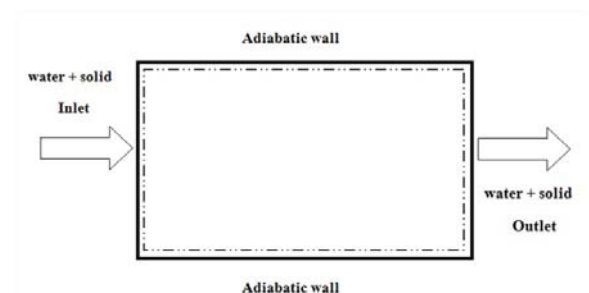 Adiabatic wall
water + solid
Inlet
water + solid
Outlet
Adiabatic wall